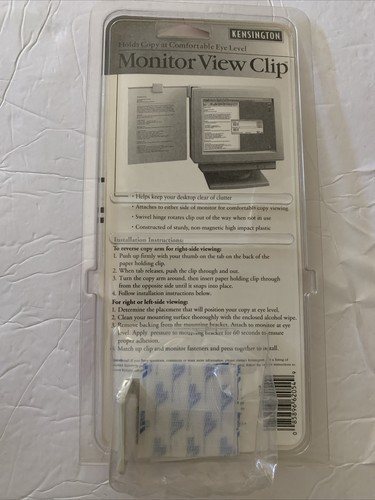 KENSINGTON
Holds Copy at Comfortable Eye Level
Monitor View Clip
• Helps keep your desktop clear of clutter
• Attaches to either side of monitor for comfortable copy viewing
• Swivel hinge rotates clip out of the way when not in use
• Constructed of sturdy, non-magnetic high impact plastic
Installation Instructions
To reverse copy arm for right-side viewing:
1. Push up firmly with your thumb on the tab on the back of the
paper holding clip.
2. When tab releases, push the clip through and out.
3. Turn the copy arm around, then insert paper holding clip through
from the opposite side until it snaps into place.
4. Follow installation instructions below.
For right or left-side viewing:
1. Determine the placement that will position your copy at eye level.
2. Clean your mounting surface thoroughly with the enclosed alcohol wipe.
3. Remove backing from the mounting bracket. Attach to monitor at eye
level. Apply pressure to mounting bracket for 60 seconds to ensure
proper adhesion.
4. Match up clip and monitor fasteners and press together to install.